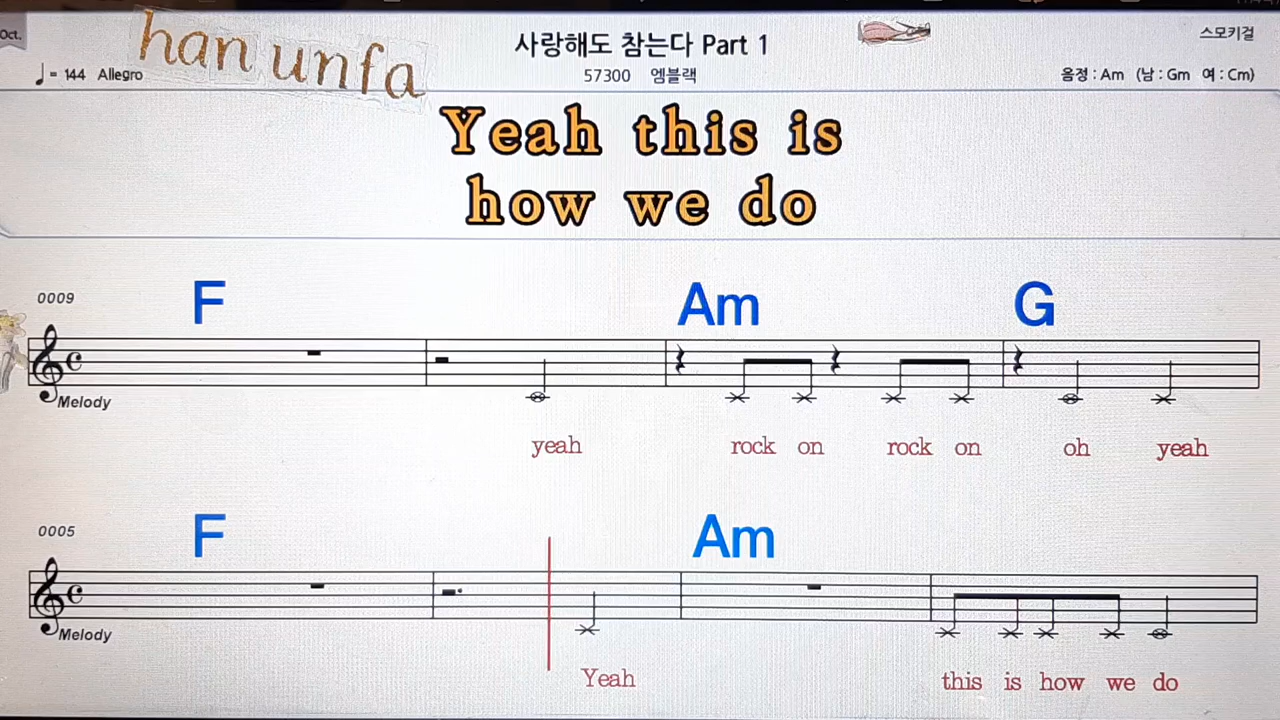 Oct.
han unfa
사랑해도 참는다 Part 1
스모키걸
♩ = 144 Allegro
57300 엠블랙
음정 : Am (남 : Gm 여 : Cm)
Yeah this is
how we do
0009
F Am G
Melody
yeah rock on rock on oh yeah
0005
F Am
Melody
Yeah this is how we do